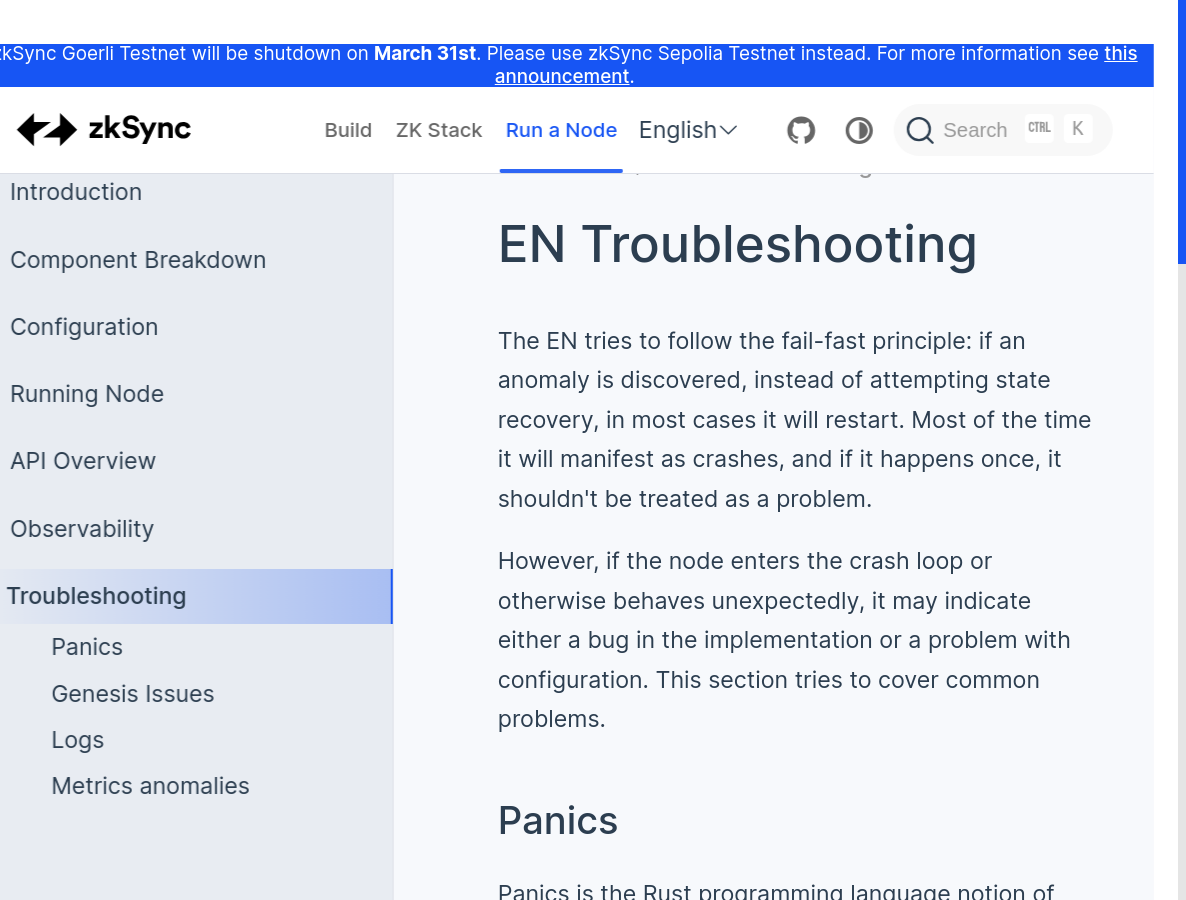 zkSync Goerli Testnet will be shutdown on March 31st. Please use zkSync Sepolia Testnet instead. For more information see this
announcement.
zkSync
Build
ZK Stack
Run a Node
English
Search
CTRL
K
Introduction
Component Breakdown
Configuration
Running Node
API Overview
Observability
Troubleshooting
Panics
Genesis Issues
Logs
Metrics anomalies
EN Troubleshooting
The EN tries to follow the fail-fast principle: if an
anomaly is discovered, instead of attempting state
recovery, in most cases it will restart. Most of the time
it will manifest as crashes, and if it happens once, it
shouldn't be treated as a problem.
However, if the node enters the crash loop or
otherwise behaves unexpectedly, it may indicate
either a bug in the implementation or a problem with
configuration. This section tries to cover common
problems.
Panics
Panics is the Rust programming language notion of